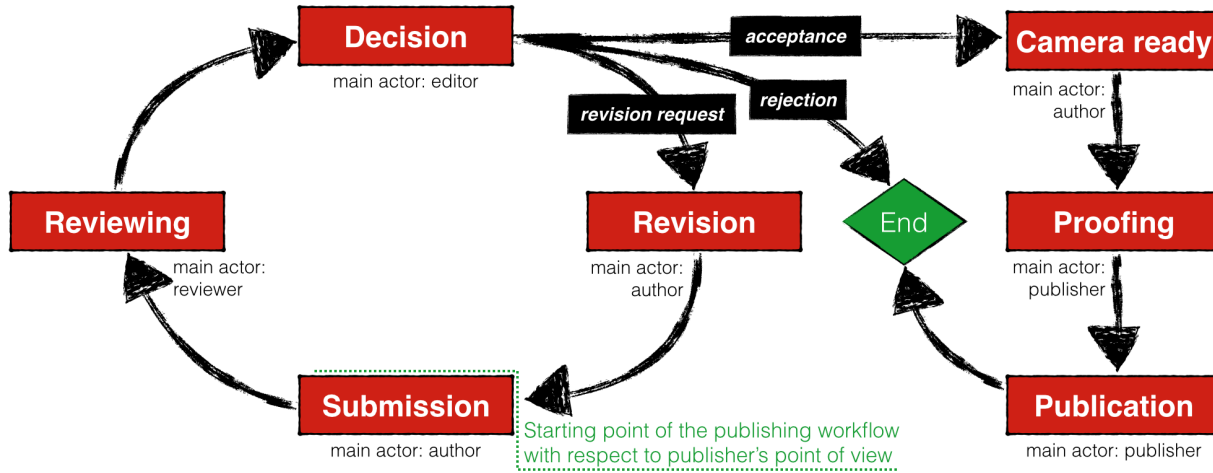 Decision
main actor: editor
acceptance
Camera ready
main actor:
author
rejection
revision request
Reviewing
main actor:
reviewer
Revision
main actor:
author
End
Proofing
main actor:
publisher
Submission
main actor: author
Starting point of the publishing workflow
with respect to publisher's point of view
Publication
main actor: publisher